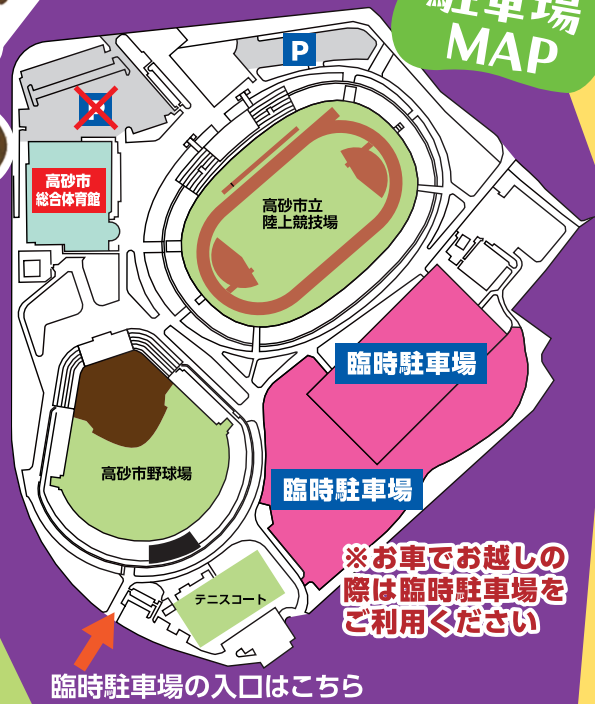 駐車場
MAP
P
P
高砂市
総合体育館
高砂市立
陸上競技場
臨時駐車場
高砂市野球場
臨時駐車場
※お車でお越しの
際は臨時駐車場を
ご利用ください
テニスコート
臨時駐車場の入口はこちら